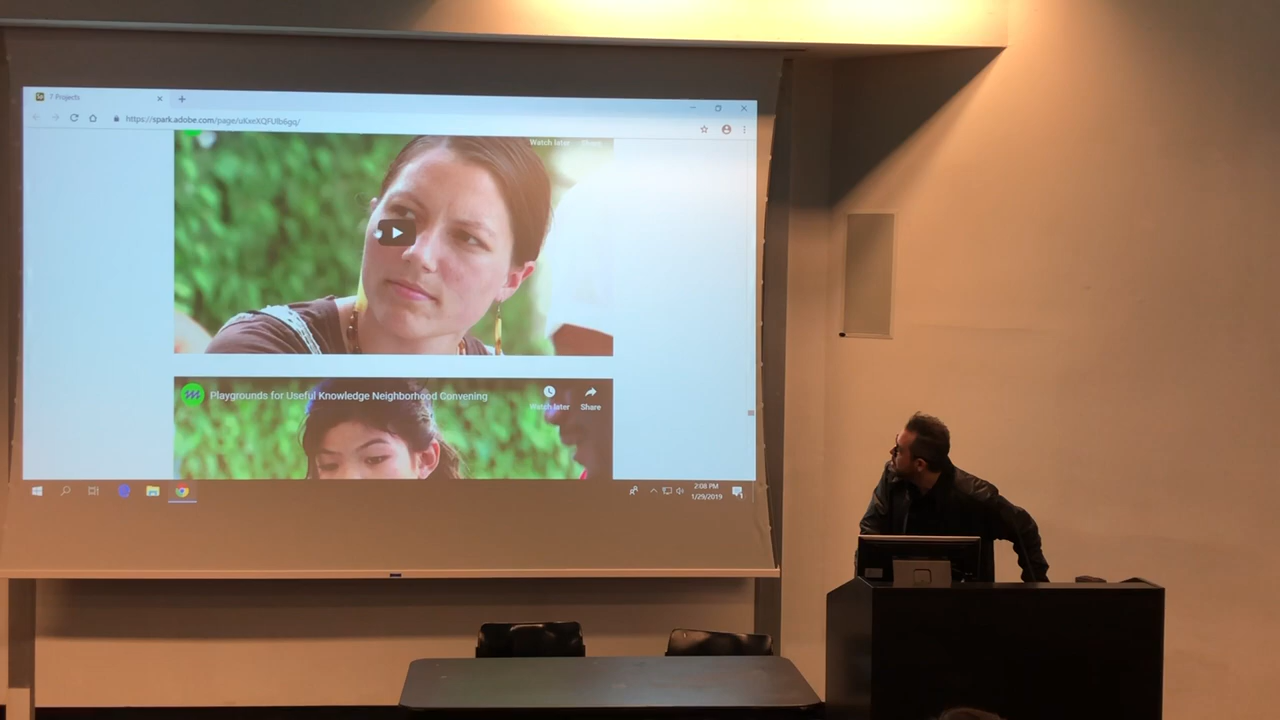 7 Projects
https://spark.adobe.com/page/uKxeXQFUlb6gq/
Watch later Share
Playgrounds for Useful Knowledge Neighborhood Convening
Watch later Share
2:08 PM
1/29/2019